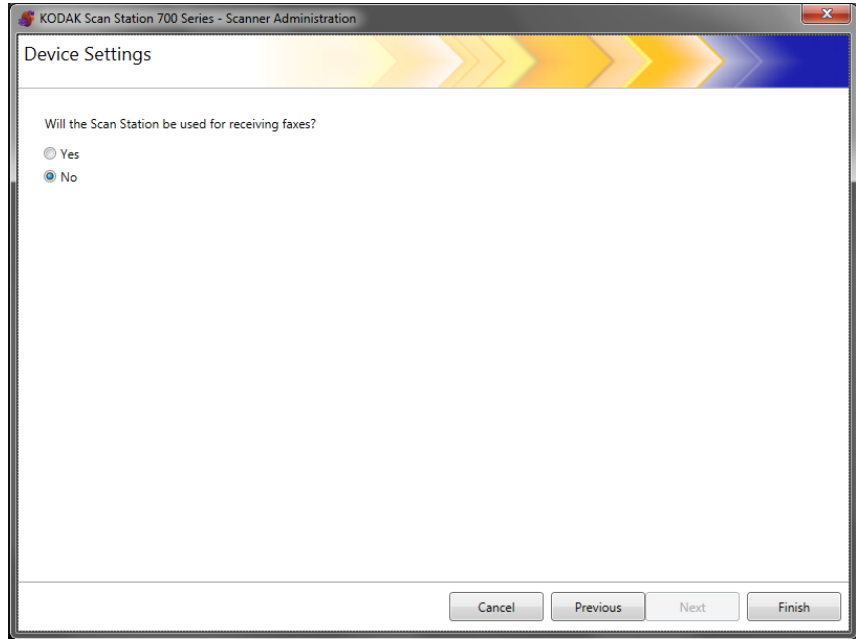 KODAK Scan Station 700 Series - Scanner Administration
Device Settings
Will the Scan Station be used for receiving faxes?
Yes
No
Cancel Previous Next Finish